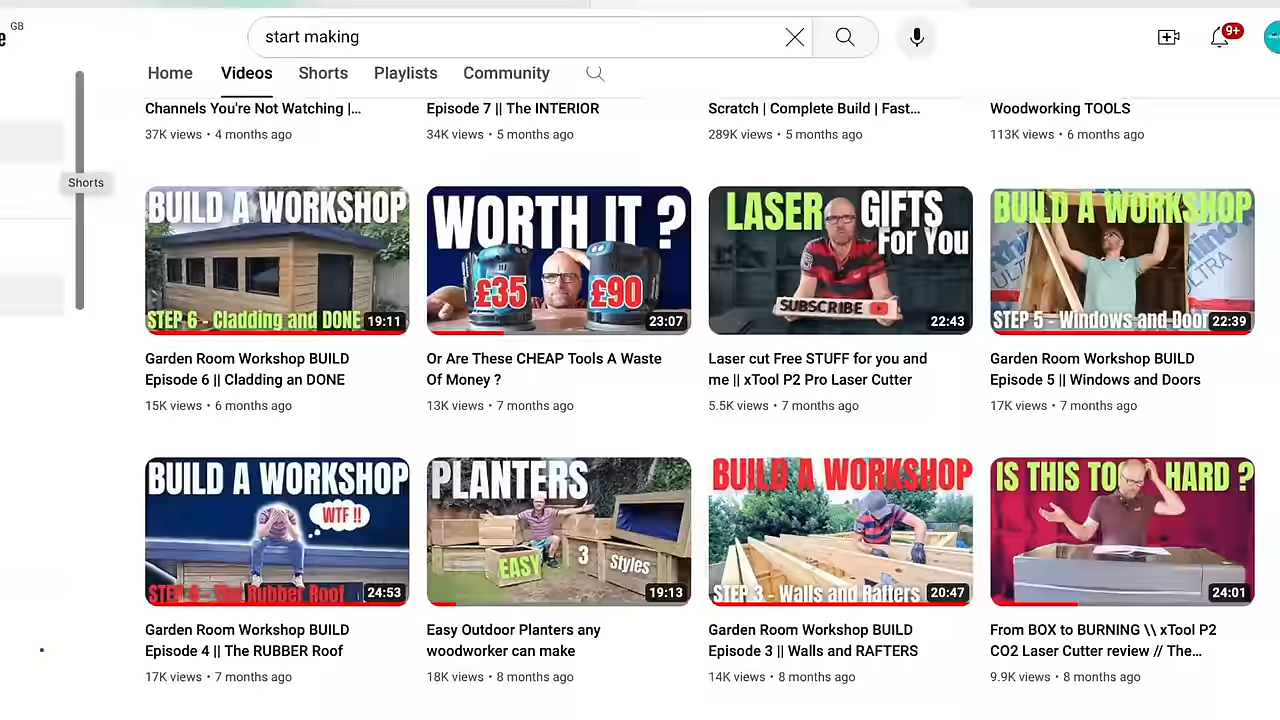 GB
start making
9+
Home Videos Shorts Playlists Community
Channels You're Not Watching |...
37K views • 4 months ago
Episode 7 || The INTERIOR
34K views • 5 months ago
Scratch | Complete Build | Fast...
289K views • 5 months ago
Woodworking TOOLS
113K views • 6 months ago
Shorts
BUILD A WORKSHOP
STEP 6 - Cladding and DONE
19:11
Garden Room Workshop BUILD
Episode 6 || Cladding an DONE
15K views • 6 months ago
WORTH IT ?
£35
£90
23:07
Or Are These CHEAP Tools A Waste
Of Money ?
13K views • 7 months ago
LASER GIFTS
For You
SUBSCRIBE
22:43
Laser cut Free STUFF for you and
me || xTool P2 Pro Laser Cutter
5.5K views • 7 months ago
BUILD A WORKSHOP
ULTRA
STEP 5 - Windows and Door
22:39
Garden Room Workshop BUILD
Episode 5 || Windows and Doors
17K views • 7 months ago
BUILD A WORKSHOP
WTF !!
Rubber Roof
24:53
Garden Room Workshop BUILD
Episode 4 || The RUBBER Roof
17K views • 7 months ago
PLANTERS
EASY
3
Styles
19:13
Easy Outdoor Planters any
woodworker can make
18K views • 8 months ago
BUILD A WORKSHOP
STEP 3 - Walls and Rafters
20:47
Garden Room Workshop BUILD
Episode 3 || Walls and RAFTERS
14K views • 8 months ago
IS THIS TOO HARD ?
24:01
From BOX to BURNING \\ xTool P2
CO2 Laser Cutter review // The...
9.9K views • 8 months ago